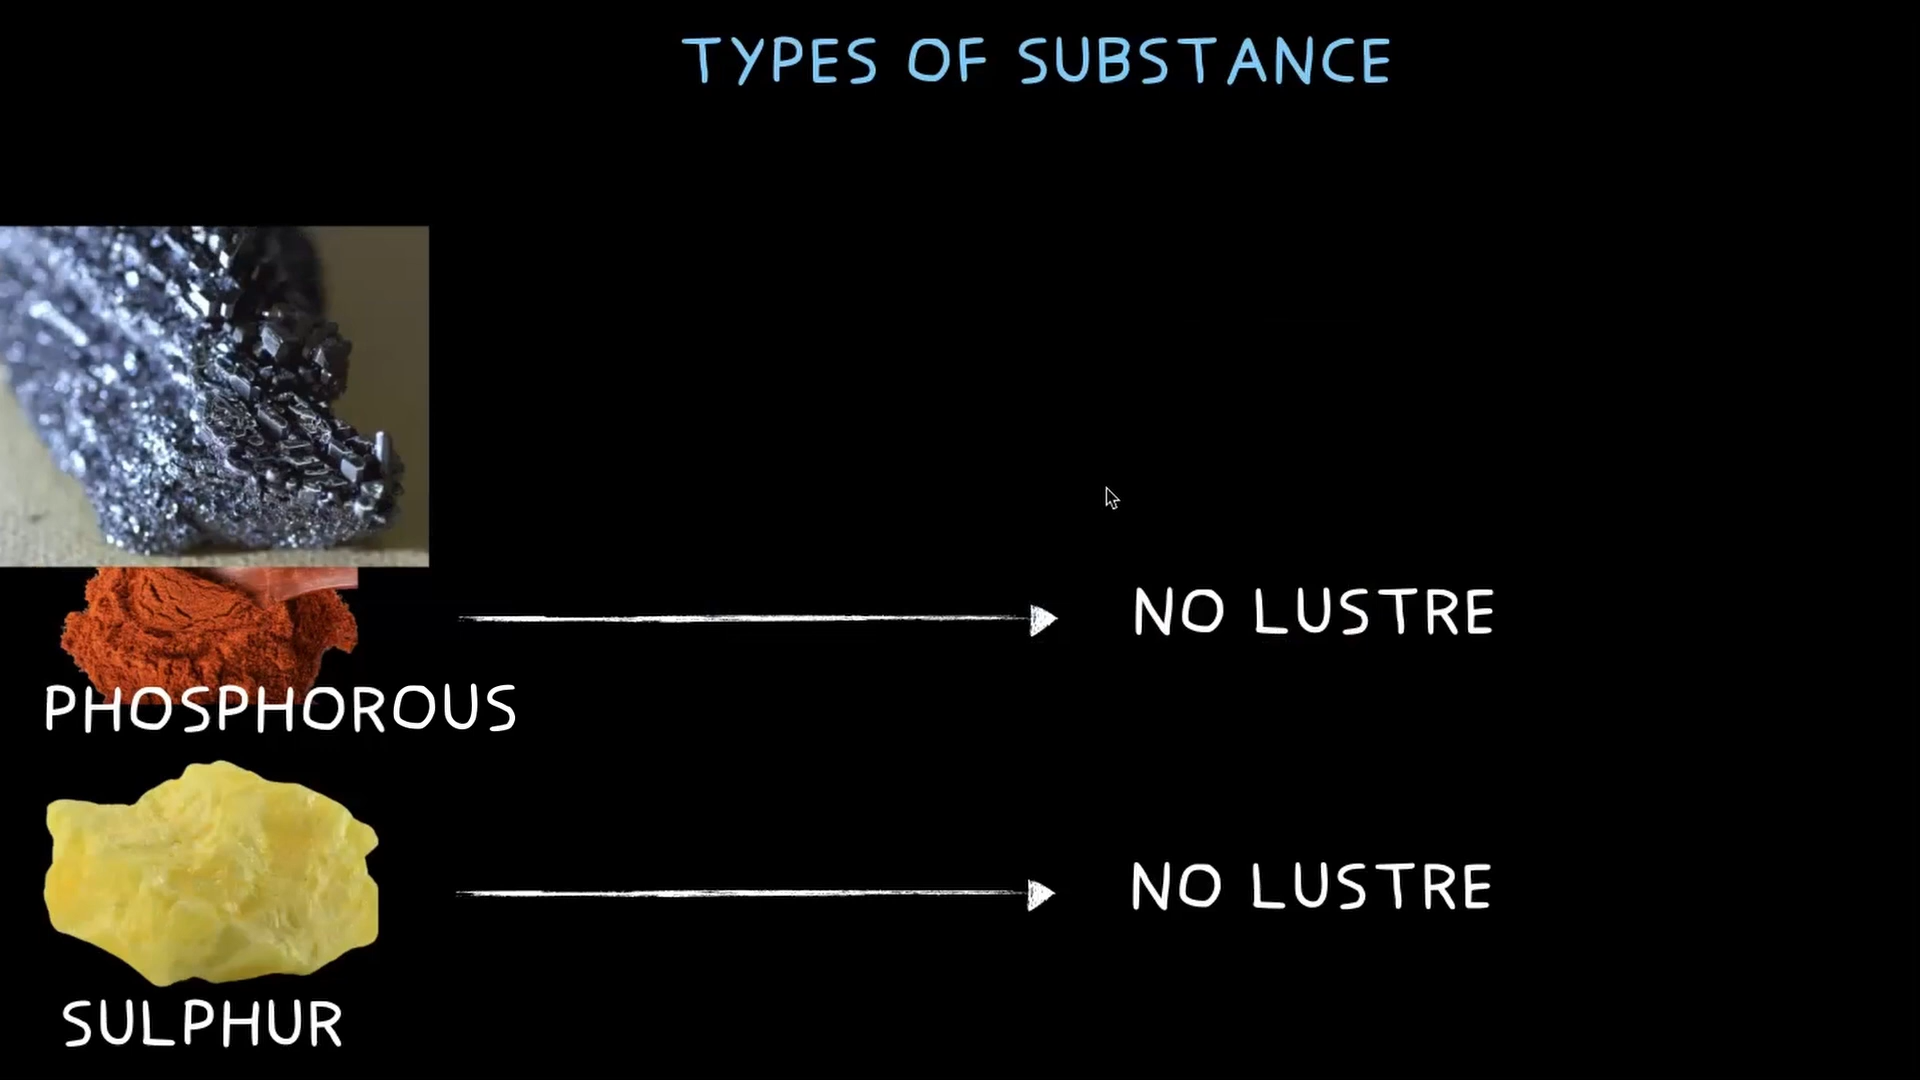 TYPES OF SUBSTANCE
NO LUSTRE
PHOSPHOROUS
NO LUSTRE
SULPHUR